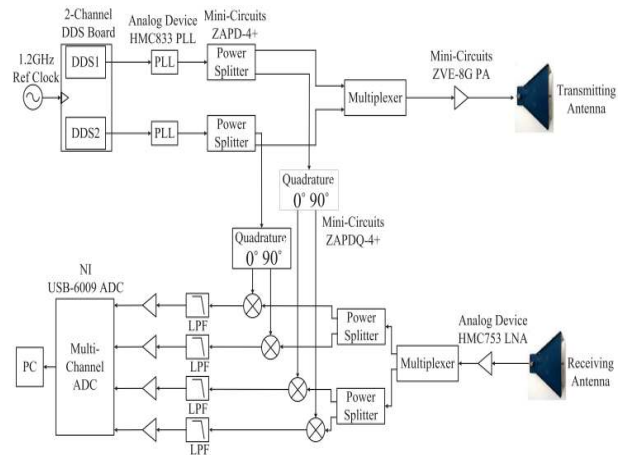 2-Channel
DDS Board
Analog Device
HMC833 PLL
Mini-Circuits
ZAPD-4+
1.2GHz
Ref Clock
DDS1
PLL
Power
Splitter
Mini-Circuits
ZVE-8G PA
Multiplexer
Transmitting
Antenna
DDS2
PLL
Power
Splitter
Quadrature
0° 90°
Mini-Circuits
ZAPDQ-4+
Quadrature
0° 90°
NI
USB-6009 ADC
LPF
Power
Splitter
Analog Device
HMC753 LNA
PC
Multi-
Channel
ADC
LPF
Multiplexer
Receiving
Antenna
LPF
Power
Splitter
LPF